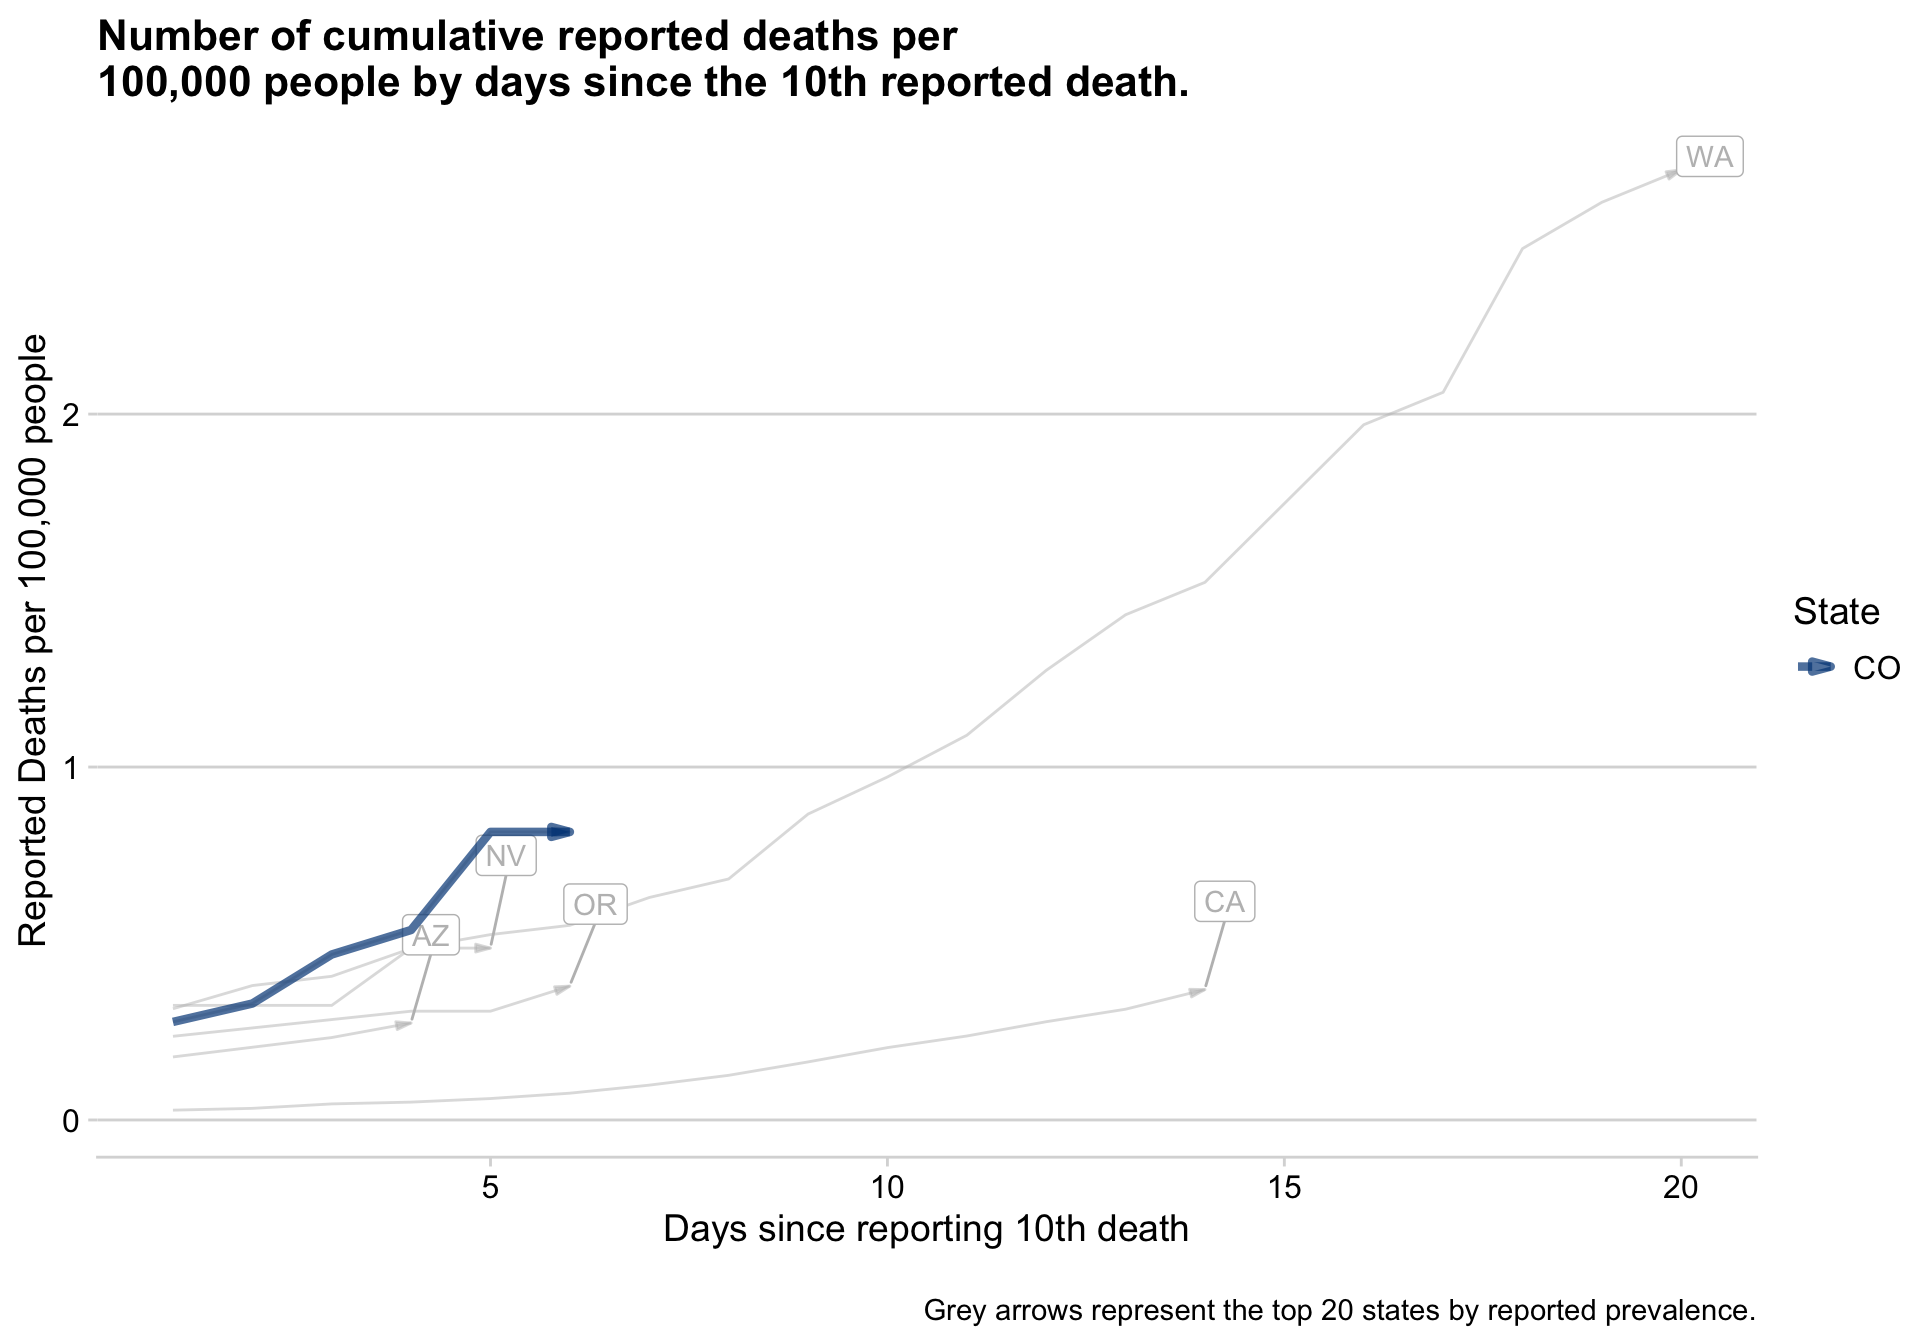 Number of cumulative reported deaths per
100,000 people by days since the 10th reported death.
Reported Deaths per 100,000 people
2
1
0
WA
NV
OR
AZ
CA
State
CO
5 10 15 20
Days since reporting 10th death
Grey arrows represent the top 20 states by reported prevalence.